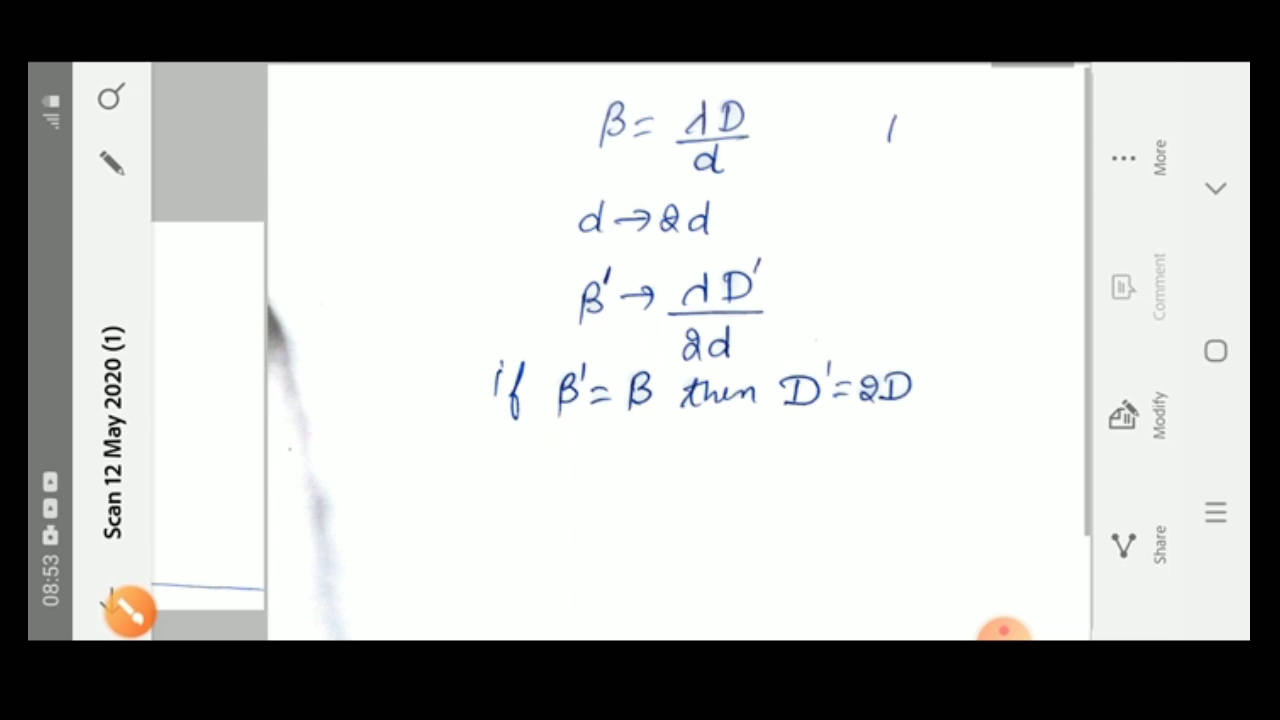 β = λD / d
d → 2d
β' → λD' / 2d
if β' = β then D' = 2D
Scan 12 May 2020 (1)
08:53
More
Comment
Modify
Share